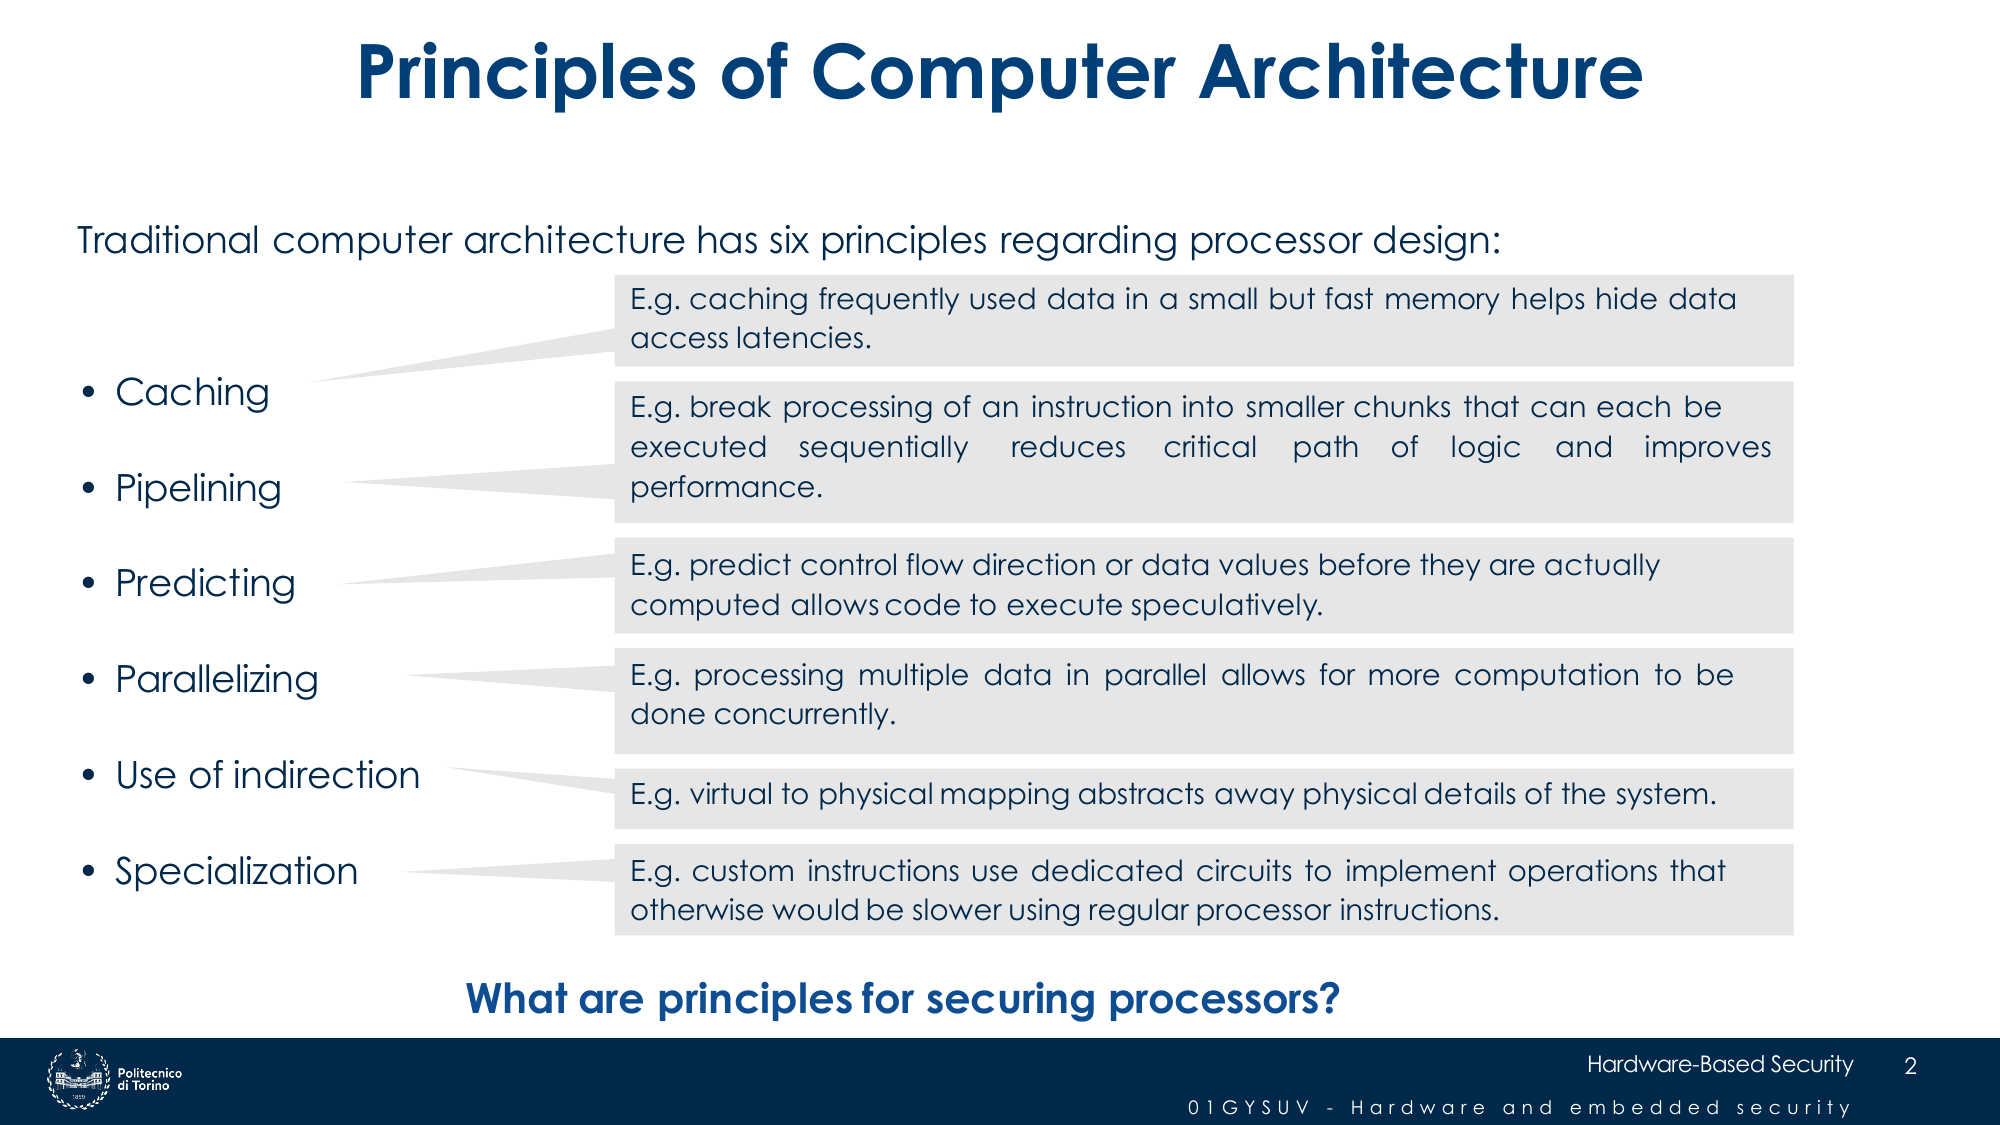 Principles of Computer Architecture
Traditional computer architecture has six principles regarding processor design:
• Caching
E.g. caching frequently used data in a small but fast memory helps hide data
access latencies.
• Pipelining
E.g. break processing of an instruction into smaller chunks that can each be
executed sequentially reduces critical path of logic and improves
performance.
• Predicting
E.g. predict control flow direction or data values before they are actually
computed allows code to execute speculatively.
• Parallelizing
E.g. processing multiple data in parallel allows for more computation to be
done concurrently.
• Use of indirection
E.g. virtual to physical mapping abstracts away physical details of the system.
• Specialization
E.g. custom instructions use dedicated circuits to implement operations that
otherwise would be slower using regular processor instructions.
What are principles for securing processors?
1859
Politecnico
di Torino
Hardware-Based Security
2
01GYSUV - Hardware and embedded security